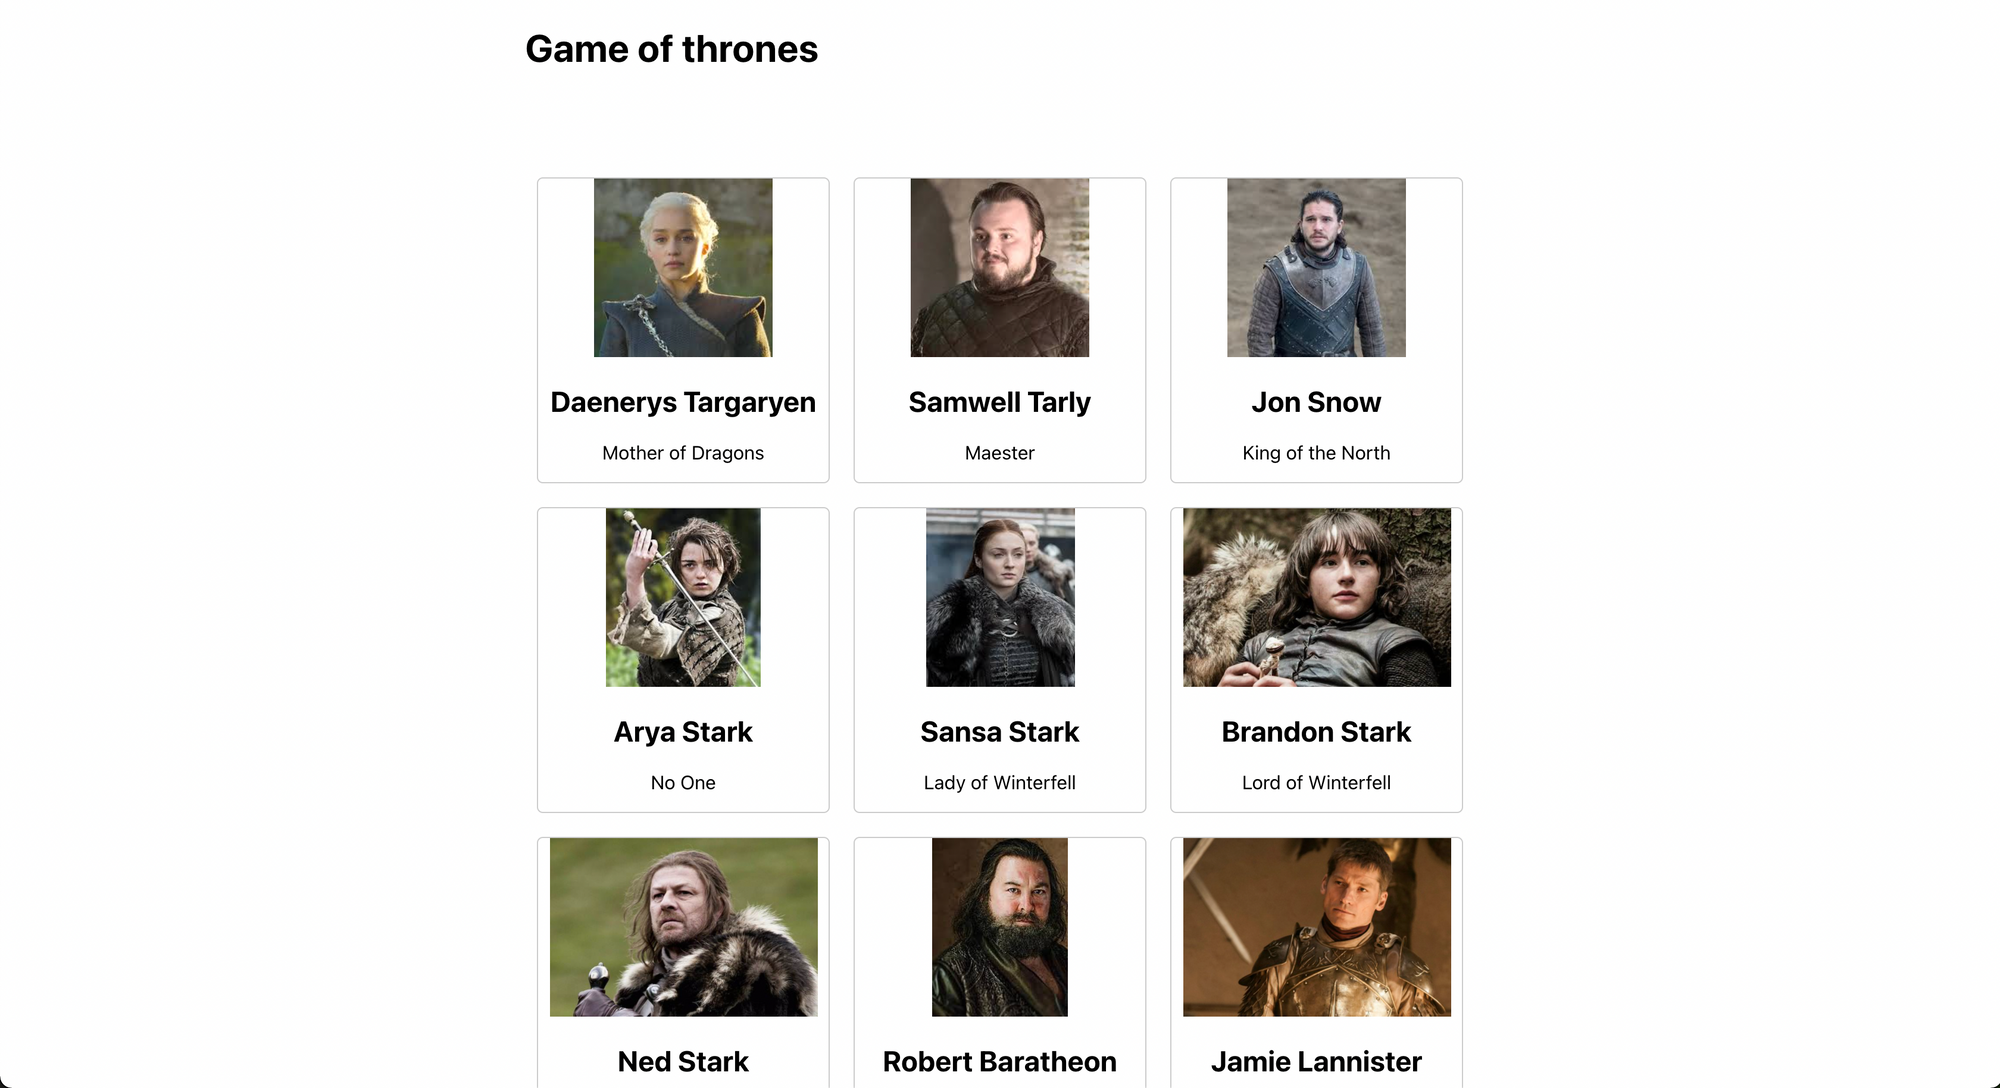 Game of thrones
Daenerys Targaryen
Mother of Dragons
Samwell Tarly
Maester
Jon Snow
King of the North
Arya Stark
No One
Sansa Stark
Lady of Winterfell
Brandon Stark
Lord of Winterfell
Ned Stark
Robert Baratheon
Jamie Lannister